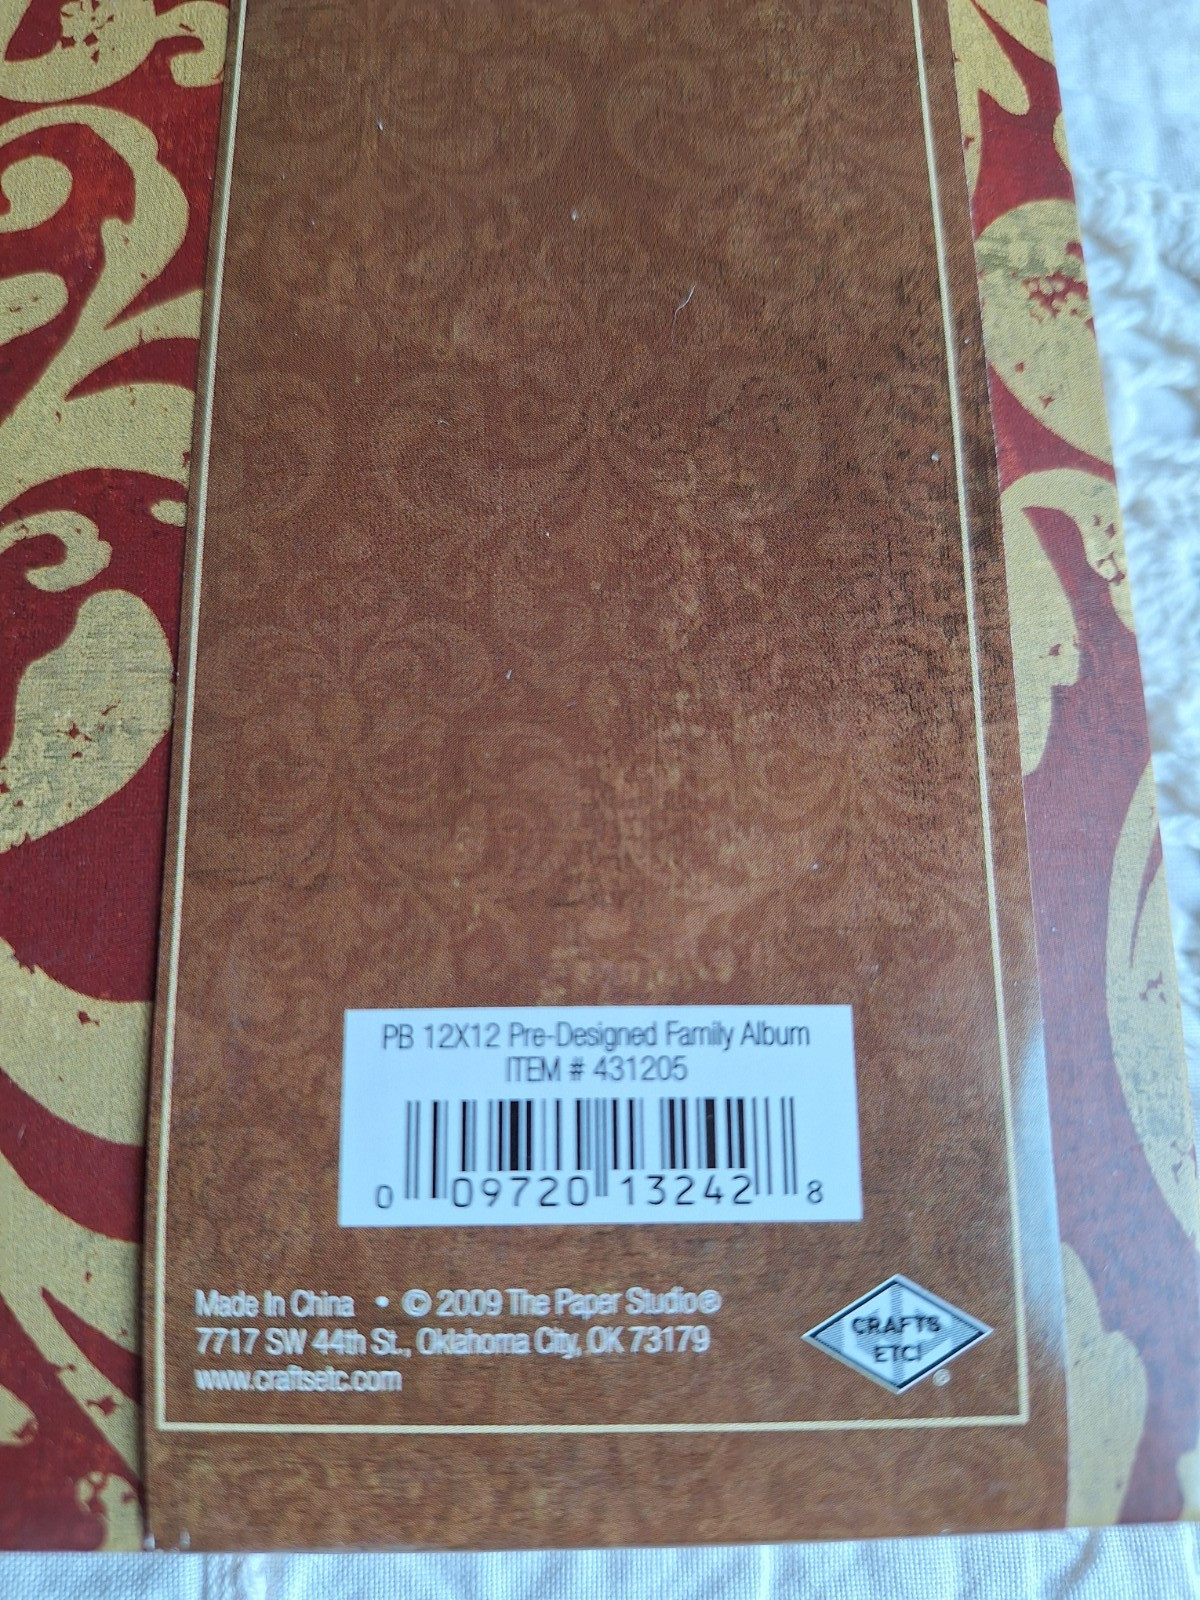 PB 12X12 Pre-Designed Family Album
ITEM # 431205
0 09720 13242 8
Made In China • © 2009 The Paper Studio®
7717 SW 44th St., Oklahoma City, OK 73179
www.craftsetc.com
CRAFTS
ETC!
®